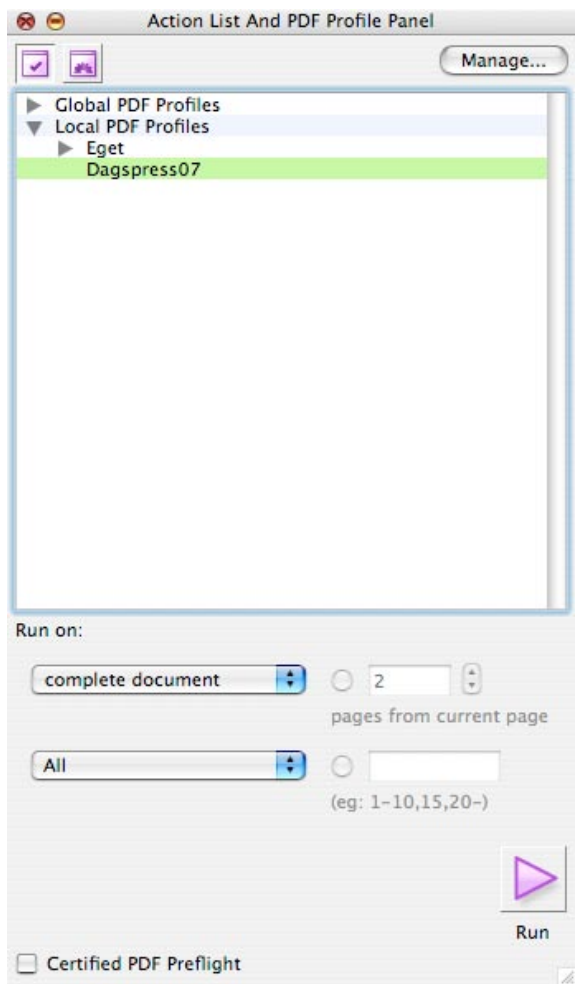 Action List And PDF Profile Panel
Manage...
Global PDF Profiles
Local PDF Profiles
Eget
Dagspress07
Run on:
complete document
2
pages from current page
All
(eg: 1-10,15,20-)
Run
Certified PDF Preflight